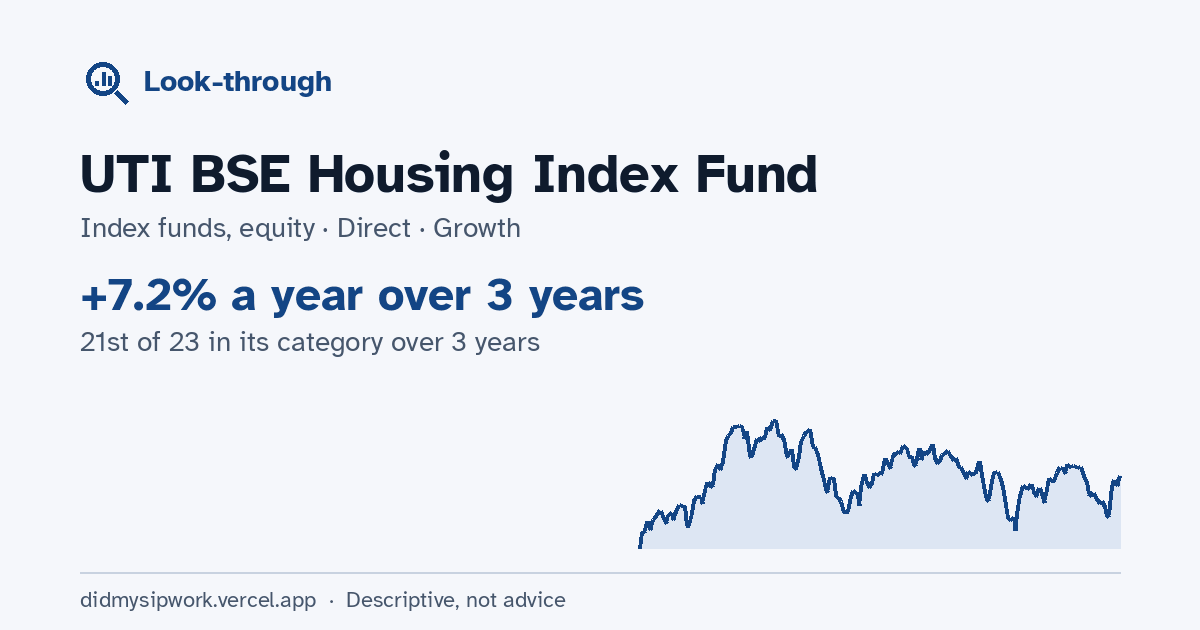 Look-through
UTI BSE Housing Index Fund
Index funds, equity · Direct · Growth
+7.2% a year over 3 years
21st of 23 in its category over 3 years
didmysipwork.vercel.app · Descriptive, not advice